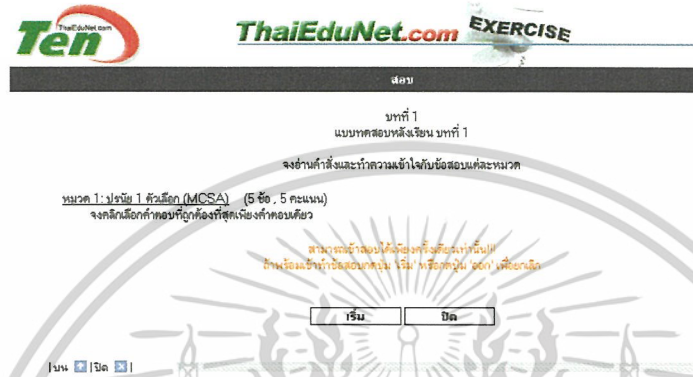 ThaiEduNet.com
Ten
ThaiEduNet.com EXERCISE
สอบ
บทที่ 1
แบบทดสอบหลังเรียน บทที่ 1
จงอ่านคำสั่งและทำความเข้าใจกับข้อสอบแต่ละหมวด
หมวด 1: ปรนัย 1 ตัวเลือก (MCSA) (5 ข้อ , 5 คะแนน)
จงคลิกเลือกคำตอบที่ถูกต้องที่สุดเพียงคำตอบเดียว
สามารถเข้าสอบได้เพียงครั้งเดียวเท่านั้น!!!
ถ้าพร้อมเข้าทำข้อสอบกดปุ่ม 'เริ่ม' หรือกดปุ่ม 'ออก' เพื่อยกเลิก
เริ่ม ปิด
|บน |ปิด |